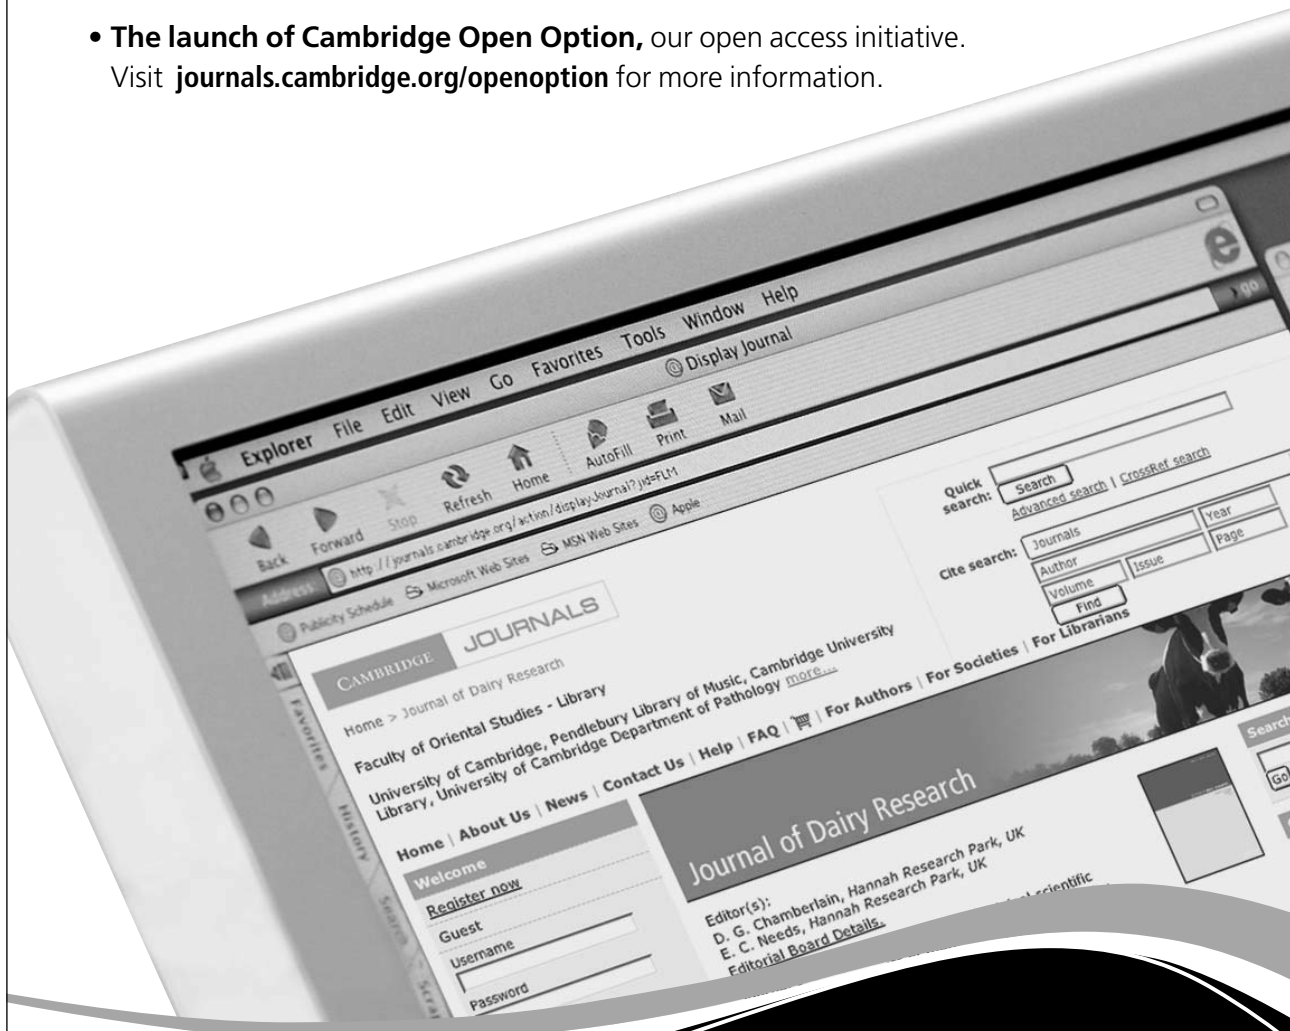 • The launch of Cambridge Open Option, our open access initiative.
Visit journals.cambridge.org/openoption for more information.
Explorer File Edit View Go Favorites Tools Window Help
@ Display Journal
Back Forward Stop Refresh Home AutoFill Print Mail
Address @ http://journals.cambridge.org/action/displayJournal?jid=FLM
› go
@ Publicity Schedule Microsoft Web Sites MSN Web Sites @ Apple
Favorites
History
Search
CAMBRIDGE JOURNALS
Quick search:
Search
Advanced search | CrossRef search
Cite search:
Journals
Year
Author
Issue
Page
Volume
Find
Home > Journal of Dairy Research
Faculty of Oriental Studies - Library
University of Cambridge, Pendlebury Library of Music, Cambridge University
Library, University of Cambridge Department of Pathology more...
Home | About Us | News | Contact Us | Help | FAQ | | For Authors | For Societies | For Librarians
Welcome
Register now
Guest
Username
Password
Journal of Dairy Research
Editor(s):
D. G. Chamberlain, Hannah Research Park, UK
E. C. Needs, Hannah Research Park, UK
Editorial Board Details.
scientific
Search
Go